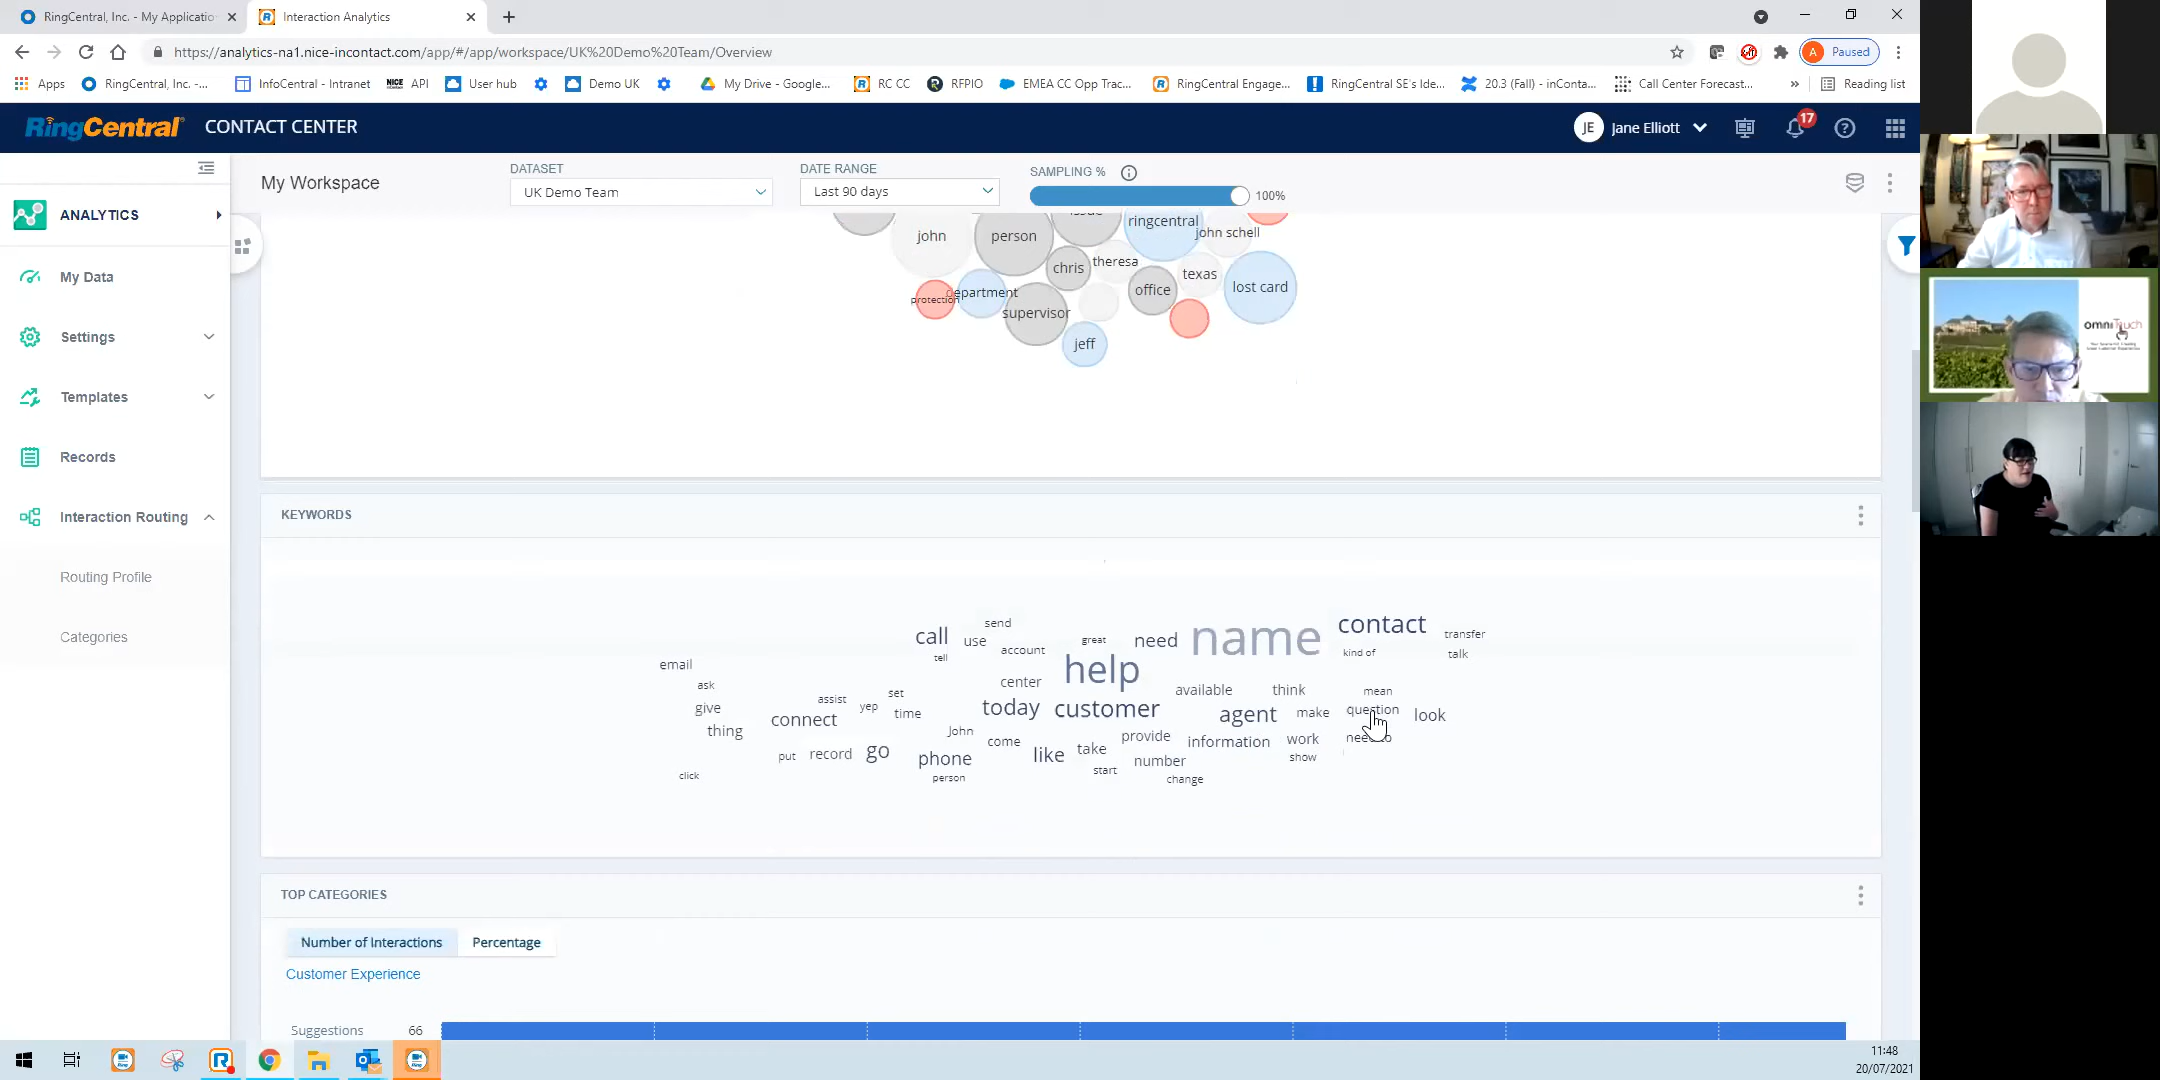 RingCentral, Inc. - My Applicatio
Interaction Analytics
https://analytics-na1.nice-incontact.com/app/#/app/workspace/UK%20Demo%20Team/Overview
A Paused
Apps
RingCentral, Inc. -...
InfoCentral - Intranet
NICE API
User hub
Demo UK
My Drive - Google...
RC CC
RFPIO
EMEA CC Opp Trac...
RingCentral Engage...
RingCentral SE's Ide...
20.3 (Fall) - inConta...
Call Center Forecast...
»
Reading list
RingCentral CONTACT CENTER
JE Jane Elliott
17
ANALYTICS
My Data
Settings
Templates
Records
Interaction Routing
Routing Profile
Categories
My Workspace
DATASET
UK Demo Team
DATE RANGE
Last 90 days
SAMPLING %
100%
issue
ringcentral
john
person
john schell
chris
theresa
texas
lost card
office
department
protection
supervisor
jeff
KEYWORDS
send
call
use
great
need
name
contact
transfer
tell
account
kind of
talk
email
help
ask
center
available
think
mean
assist
set
give
yep
time
today
customer
agent
make
question
look
connect
thing
John
come
provide
information
work
need to
put
record
go
phone
like
take
number
show
click
person
start
change
TOP CATEGORIES
Number of Interactions
Percentage
Customer Experience
Suggestions 66
omniTouch
11:48
20/07/2021